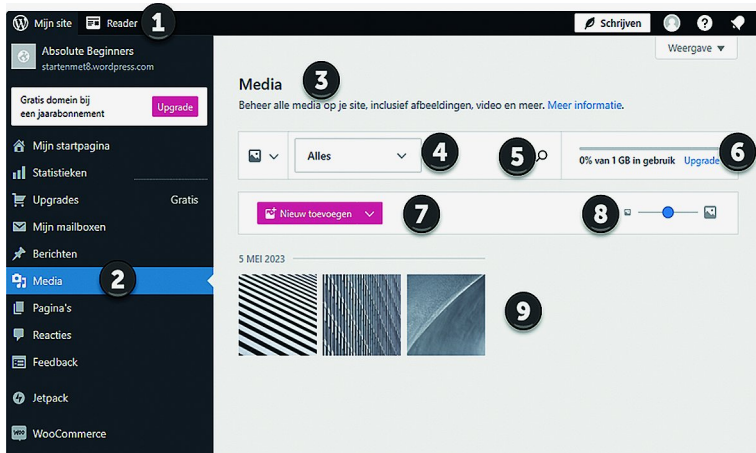 Mijn site Reader 1 Schrijven
Absolute Beginners
startenmet8.wordpress.com
Weergave
Gratis domein bij
een jaarabonnement
Upgrade
Media 3
Beheer alle media op je site, inclusief afbeeldingen, video en meer. Meer informatie.
Mijn startpagina
Statistieken
Upgrades Gratis
Mijn mailboxen
Berichten
Media 2
Pagina's
Reacties
Feedback
Jetpack
WooCommerce
Alles 4 5 6
0% van 1 GB in gebruik Upgrade
Nieuw toevoegen 7 8
5 MEI 2023
9